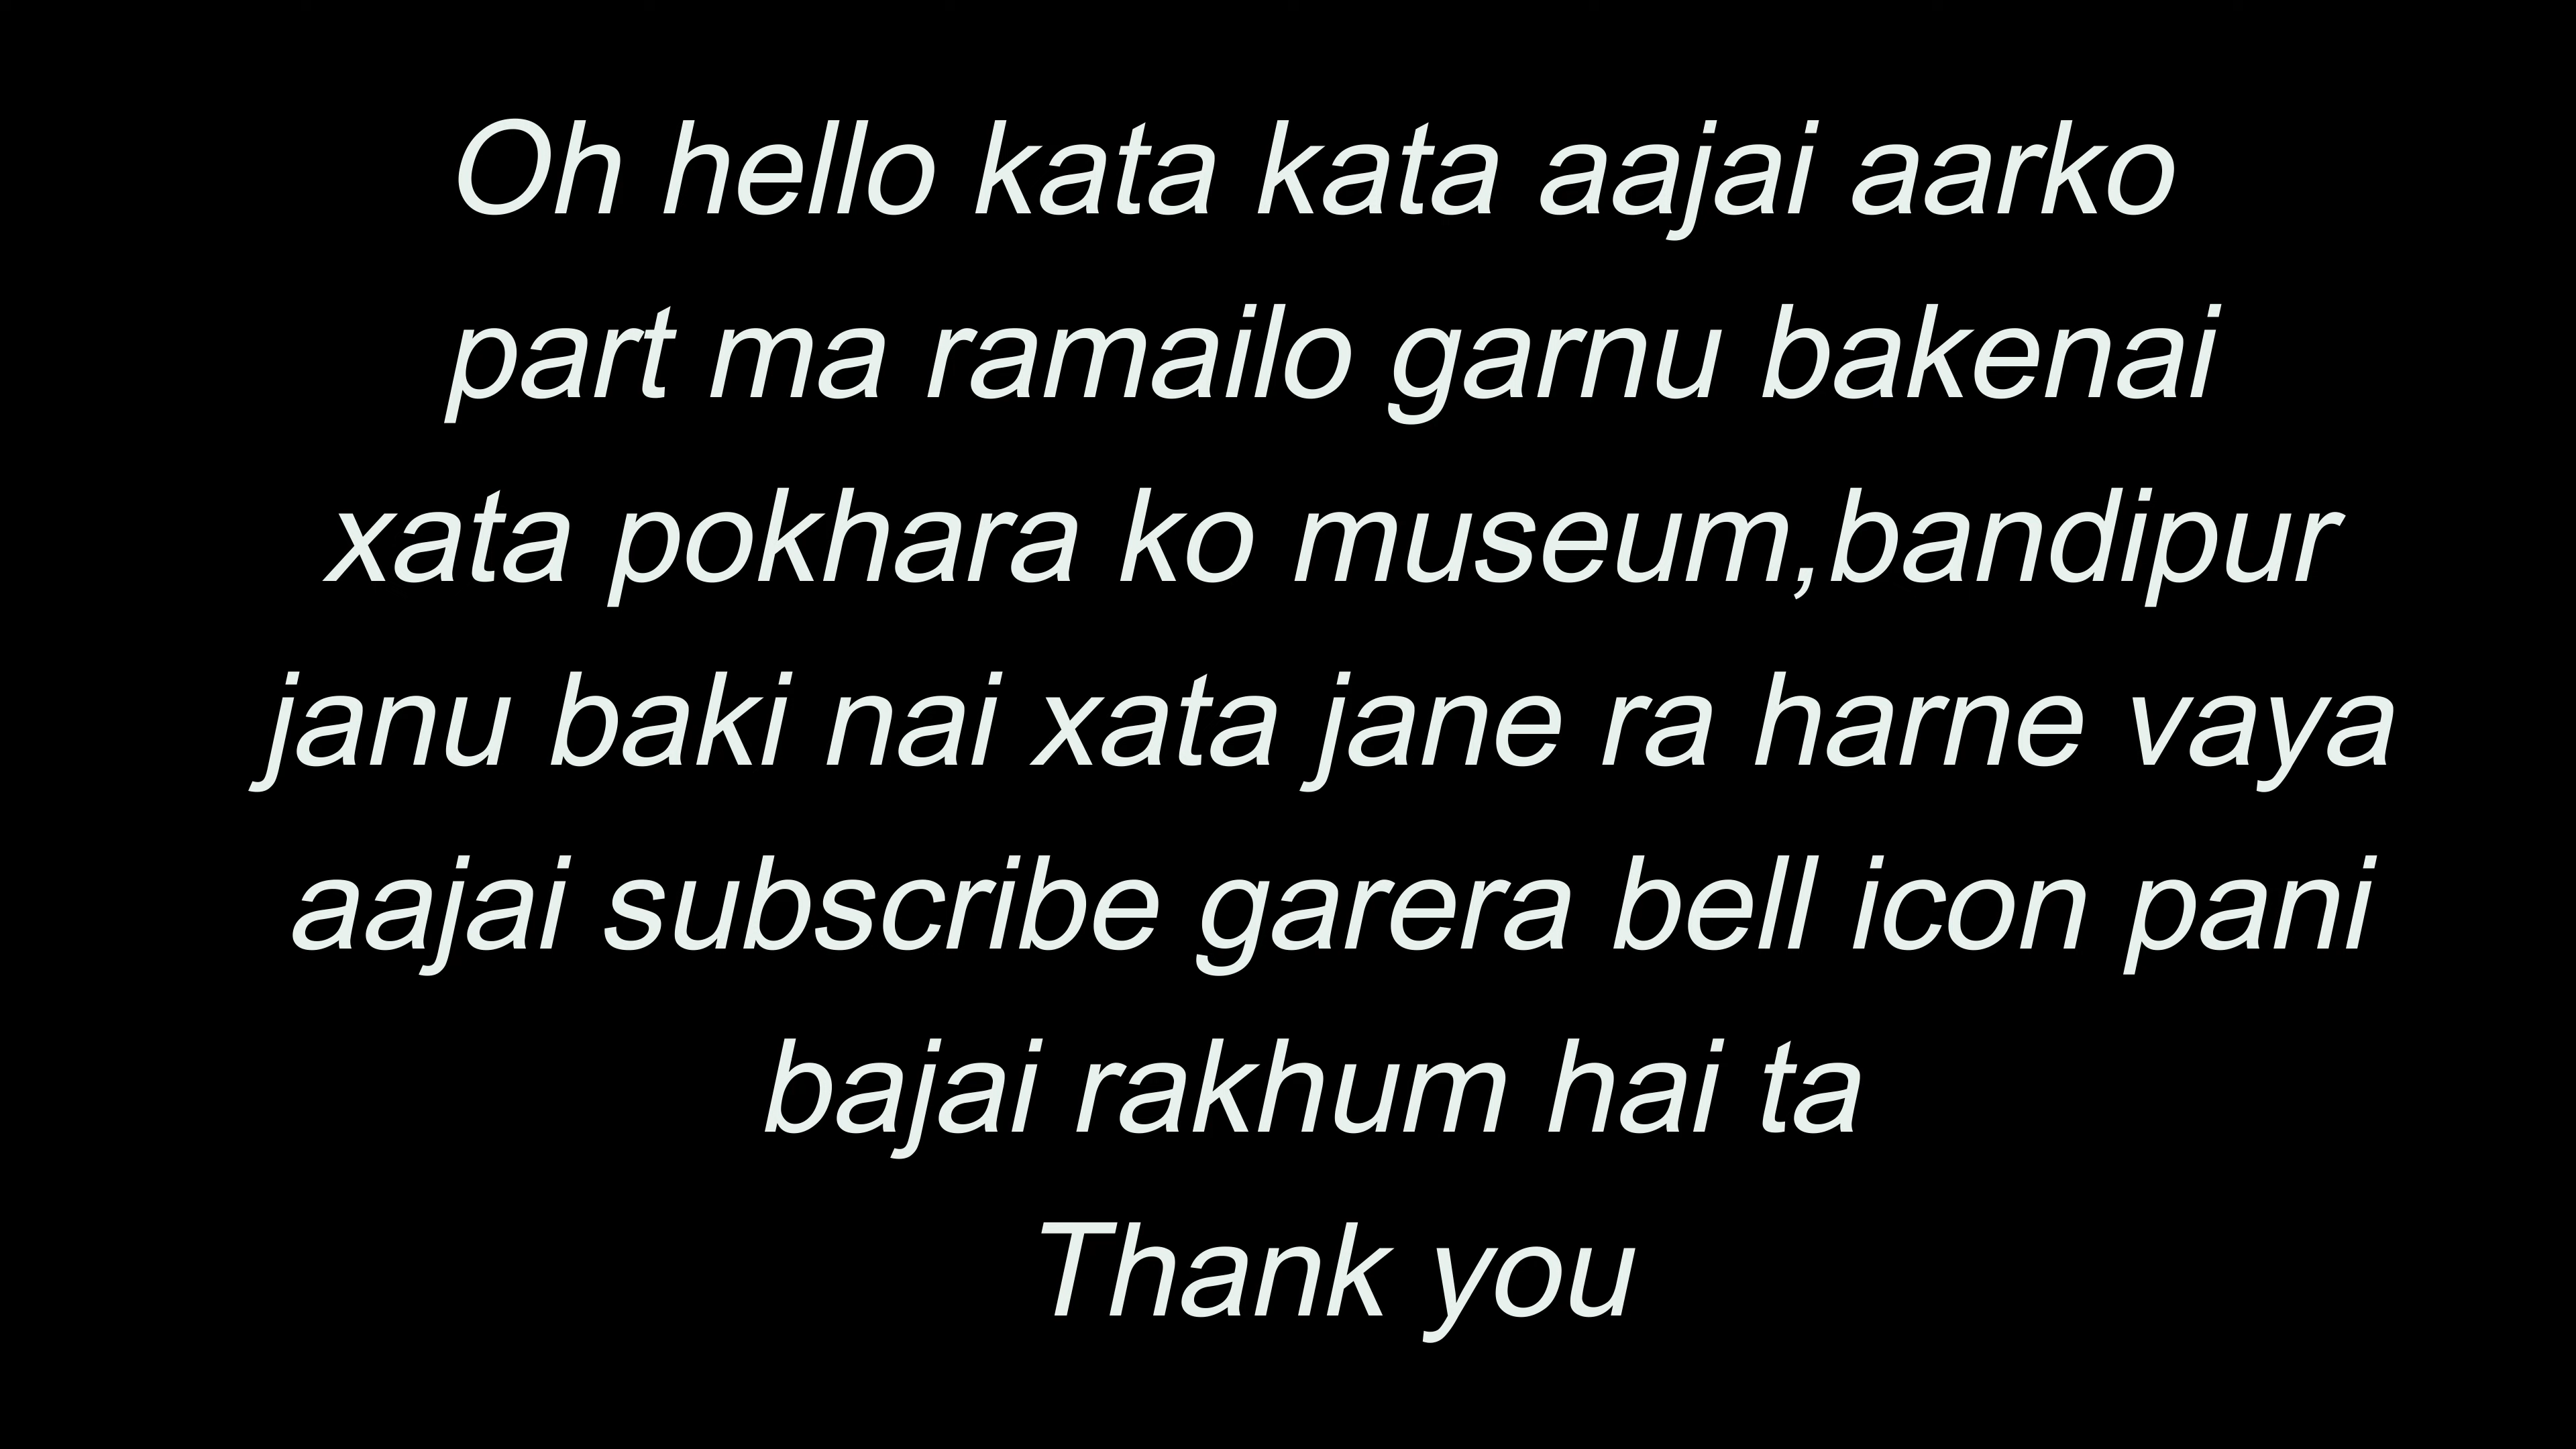 Oh hello kata kata aajai aarko
part ma ramailo garnu bakenai
xata pokhara ko museum,bandipur
janu baki nai xata jane ra harne vaya
aajai subscribe garera bell icon pani
bajai rakhum hai ta
Thank you